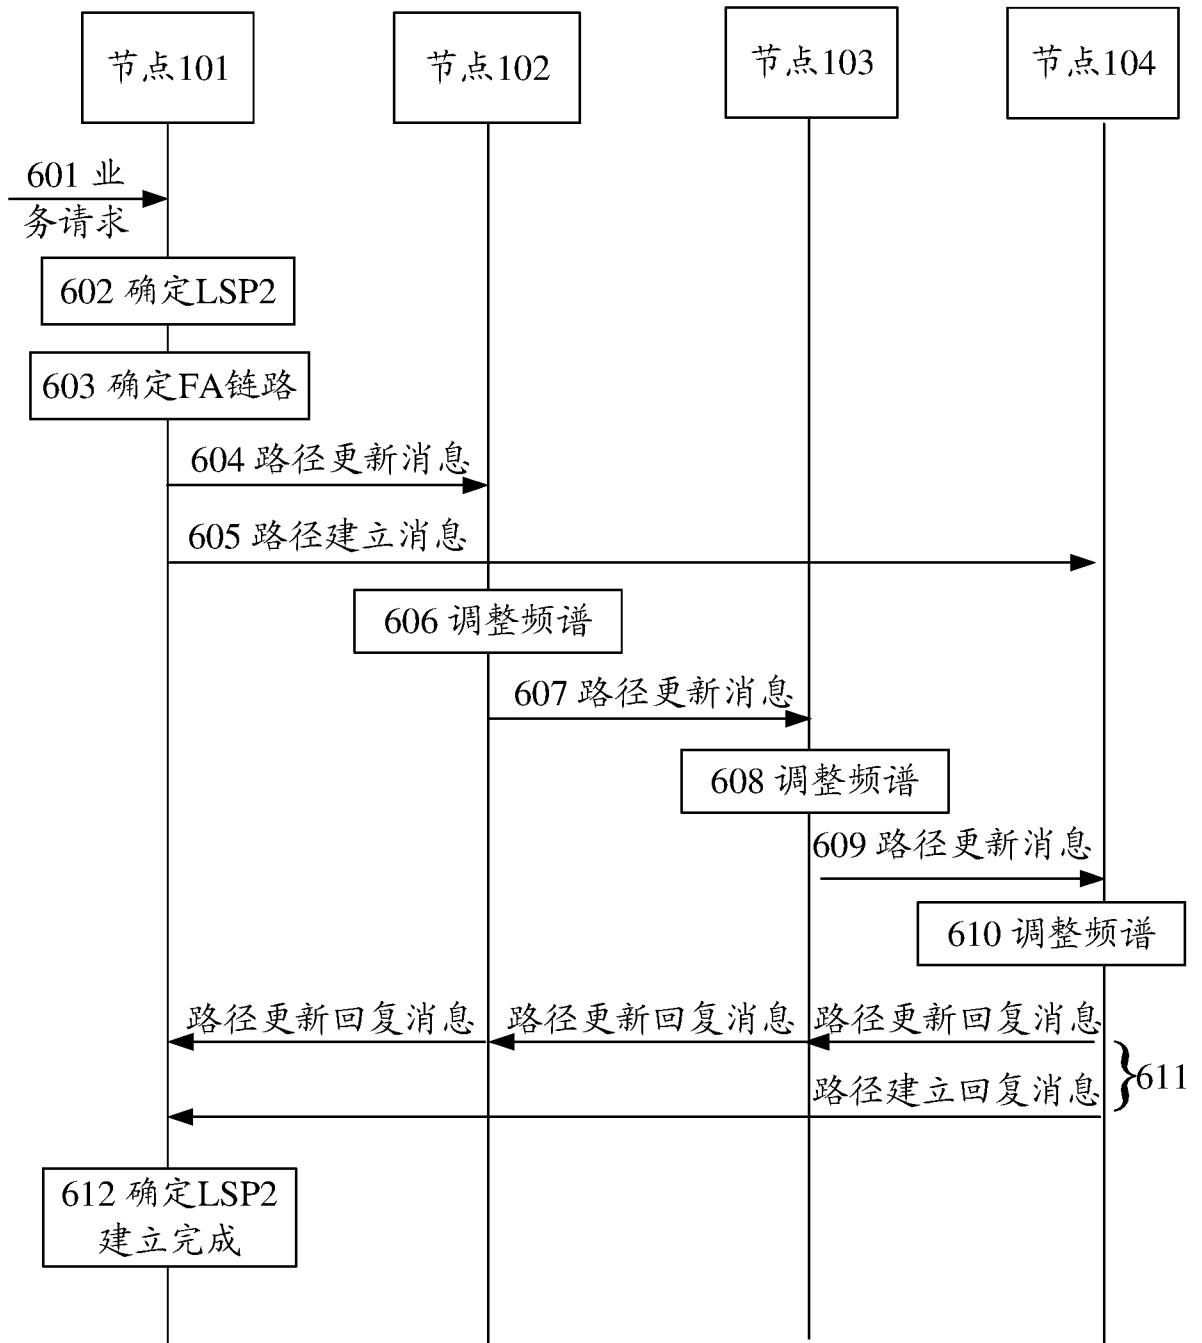 节点101
节点102
节点103
节点104
601 业
务请求
602 确定LSP2
603 确定FA链路
604 路径更新消息
605 路径建立消息
606 调整频谱
607 路径更新消息
608 调整频谱
609 路径更新消息
610 调整频谱
路径更新回复消息
路径更新回复消息
路径更新回复消息
路径建立回复消息
611
612 确定LSP2
建立完成